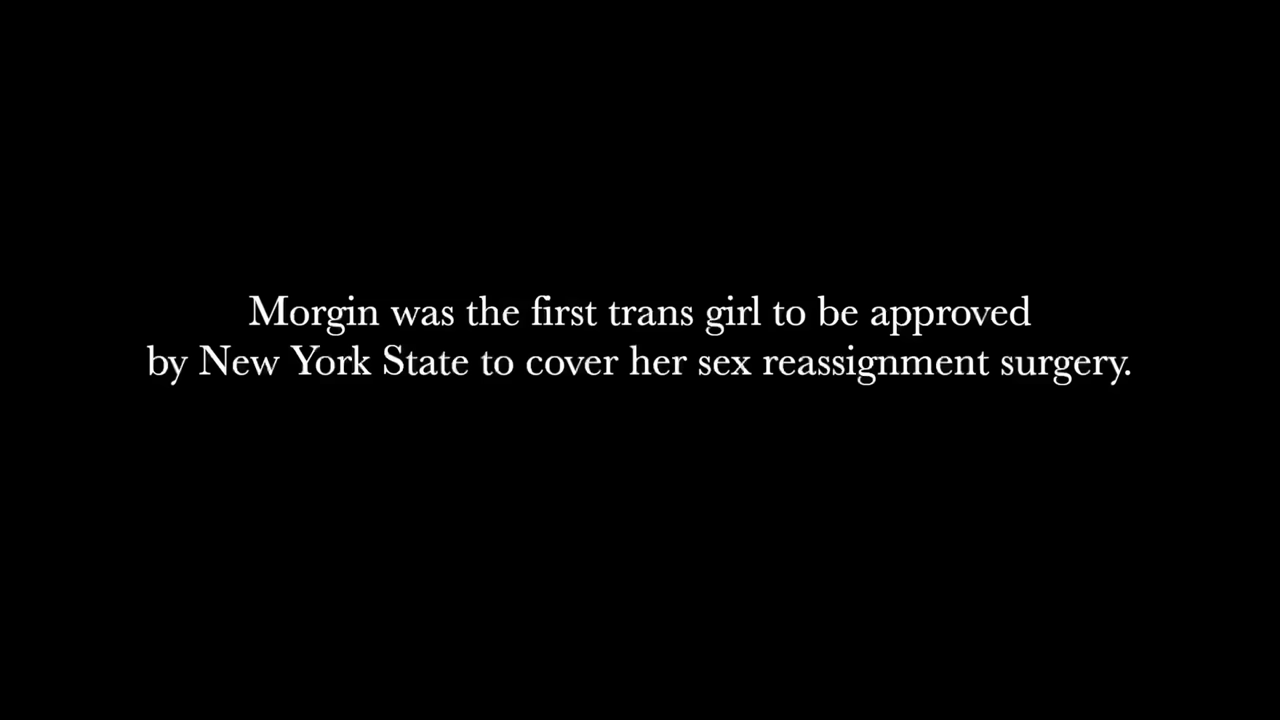 Morgin was the first trans girl to be approved
by New York State to cover her sex reassignment surgery.